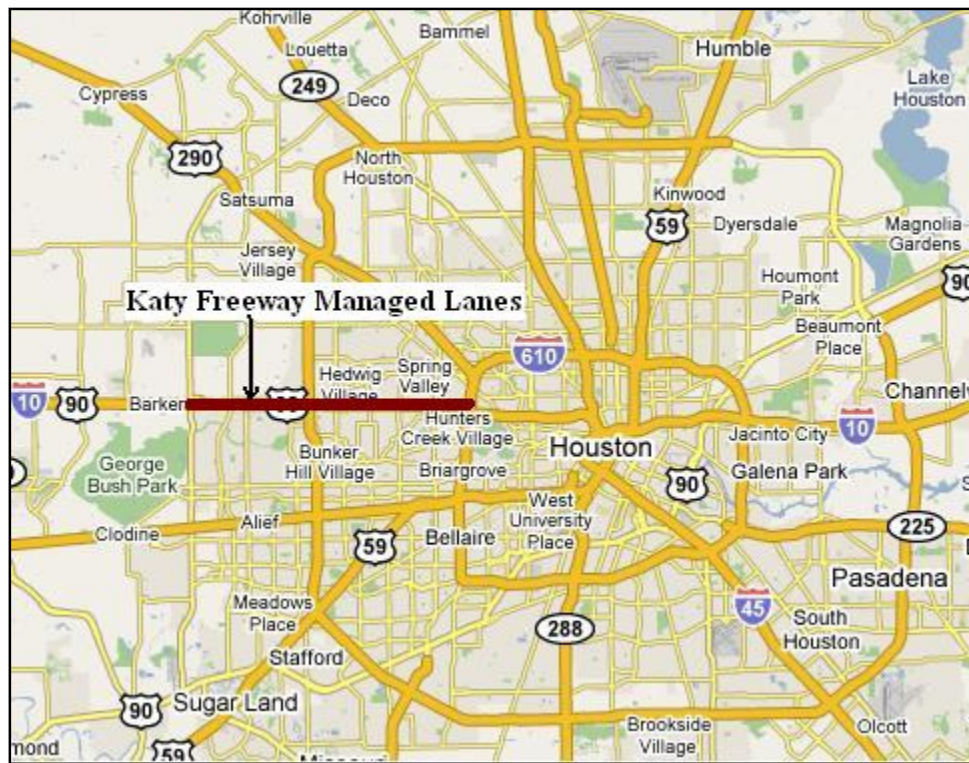 Kohrville
Bammel
Humble
Louetta
249
Lake
Houston
Cypress
Deco
290
North
Houston
Satsuma
Kinwood
59
Dyersdale
Magnolia
Gardens
Jersey
Village
Houmont
Park
90
Katy Freeway Managed Lanes
Beaumont
Place
610
Spring
Valley
Hedwig
Village
10
90
Barker
Channelv
Hunters
Creek Village
10
Jacinto City
Houston
Bunker
Hill Village
Briargrove
Galena Park
George
Bush Park
90
West
University
Place
Alief
Clodine
59
Bellaire
225
Pasadena
Meadows
Place
45
South
Houston
288
Stafford
Sugar Land
90
Brookside
Village
Olcott
mond
59